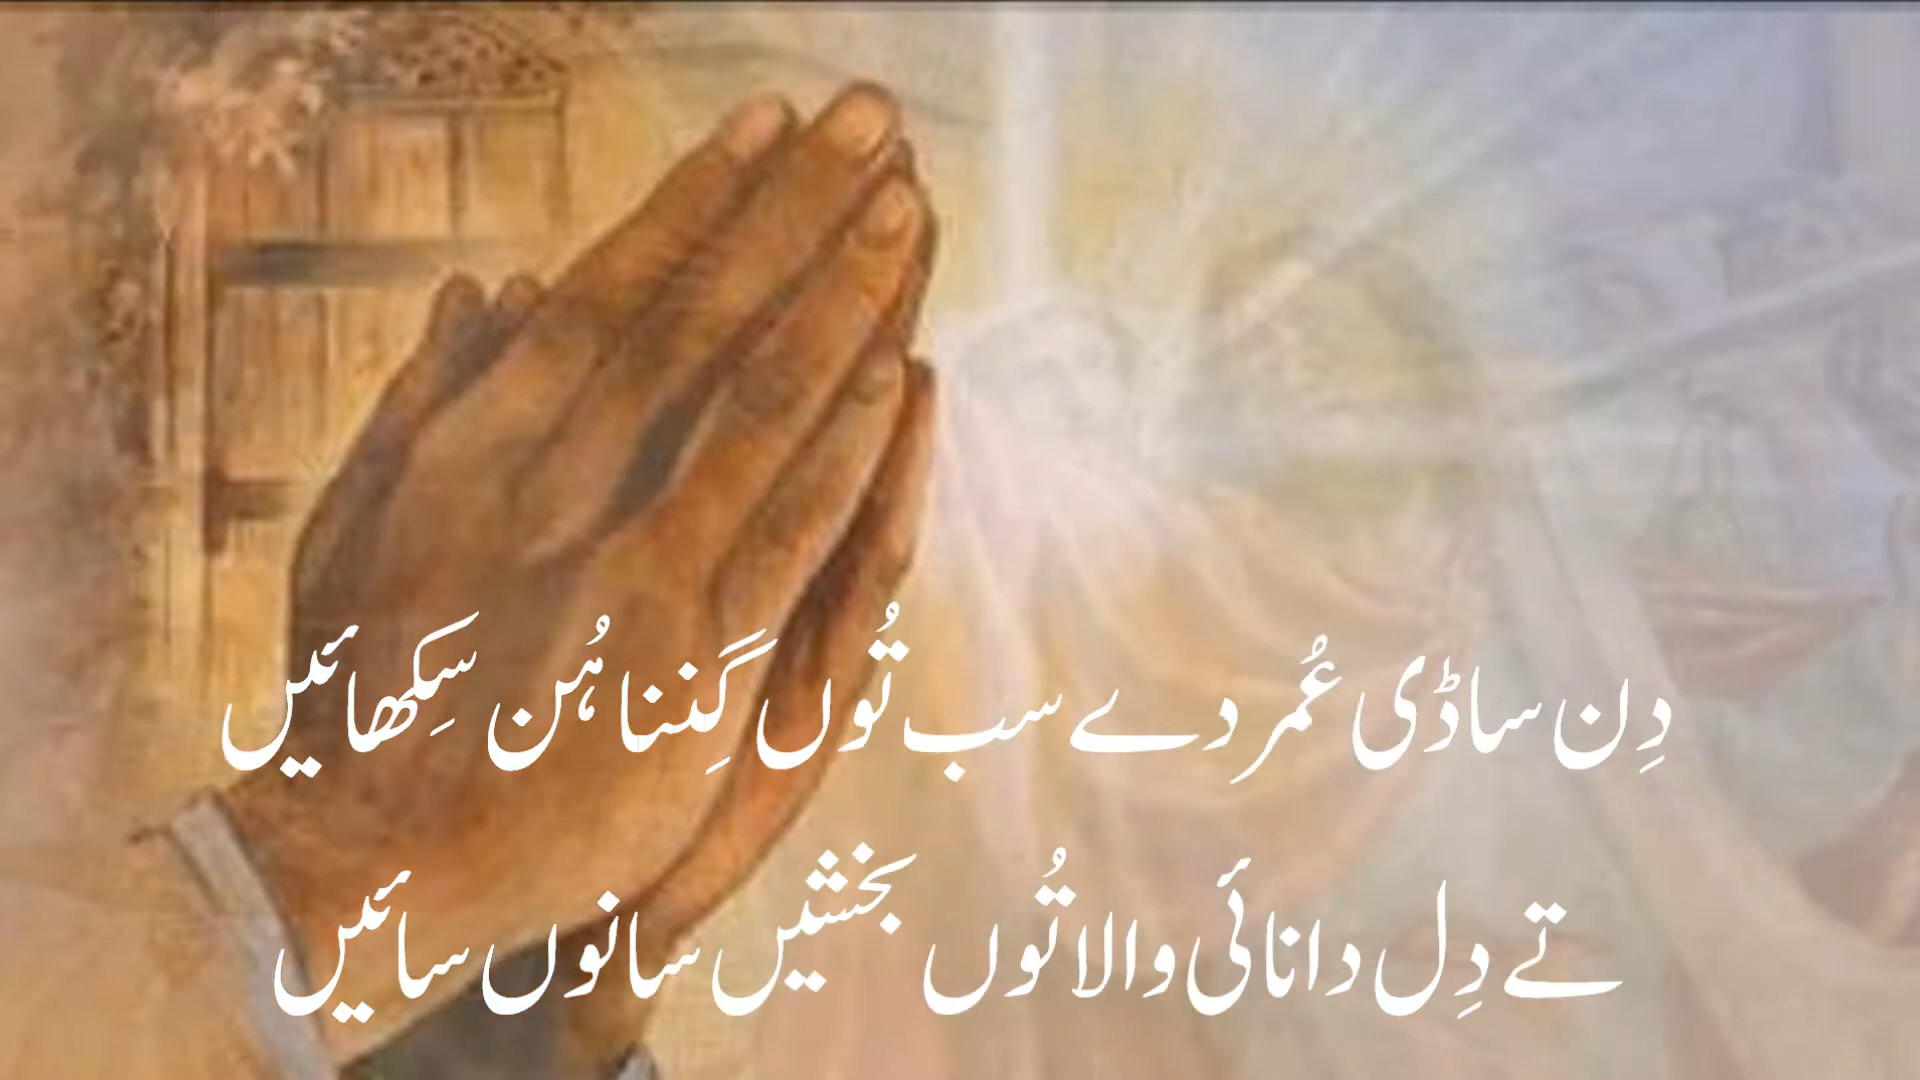 دِن ساڈی عُمر دے سب تُوں گِننا ہُن سِکھائیں
تے دِل دانائی والا تُوں بخشیں سانوں سائیں